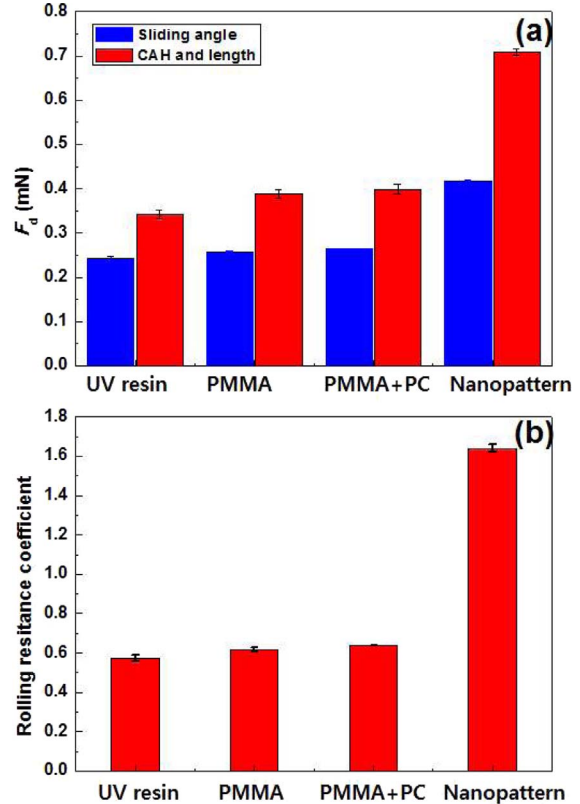 0.8
(a)
Sliding angle
CAH and length
0.7
0.6
0.5
0.4
0.3
0.2
0.1
0.0
Fd (mN)
UV resin PMMA PMMA+PC Nanopattern
1.8
(b)
1.6
1.4
1.2
1.0
0.8
0.6
0.4
0.2
0.0
Rolling resitance coefficient
UV resin PMMA PMMA+PC Nanopattern